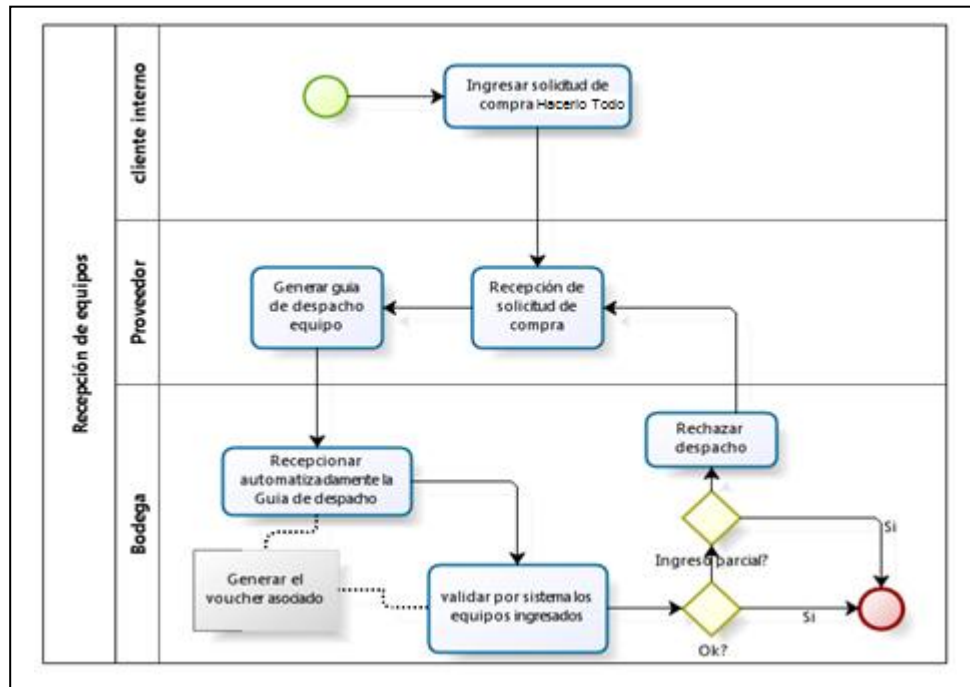 Recepción de equipos
cliente interno
Ingresar solicitud de
compra Hacerlo Todo
Proveedor
Generar guia
de despacho
equipo
Recepción de
solicitud de
compra
Bodega
Recepcionar
automatizadamente la
Guia de despacho
Rechazar
despacho
Generar el
voucher asociado
validar por sistema los
equipos ingresados
Ingreso parcial?
Si
Ok?
Si